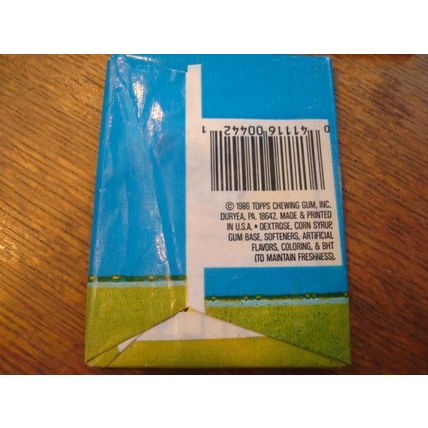 0 41116 00442 1
© 1986 TOPPS CHEWING GUM, INC.
DURYEA, PA. 18642. MADE & PRINTED
IN U.S.A. • DEXTROSE, CORN SYRUP,
GUM BASE, SOFTENERS, ARTIFICIAL
FLAVORS, COLORING, & BHT
(TO MAINTAIN FRESHNESS).